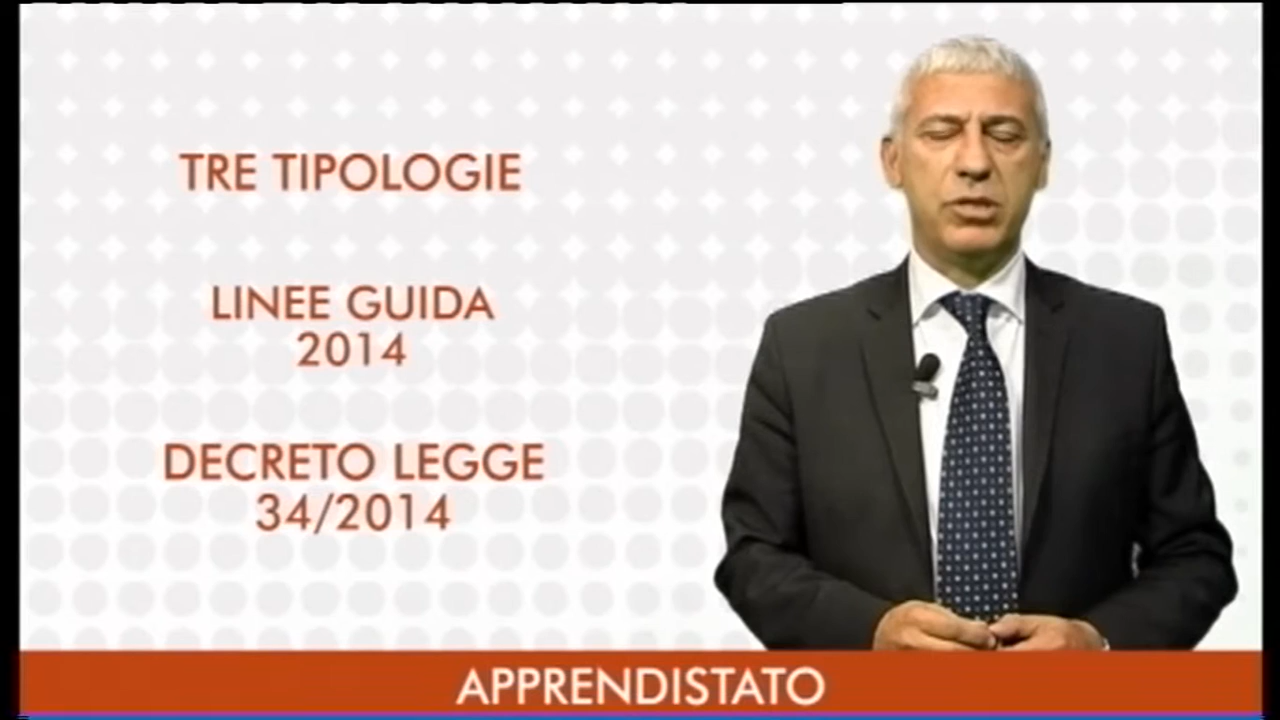 TRE TIPOLOGIE
LINEE GUIDA
2014
DECRETO LEGGE
34/2014
APPRENDISTATO